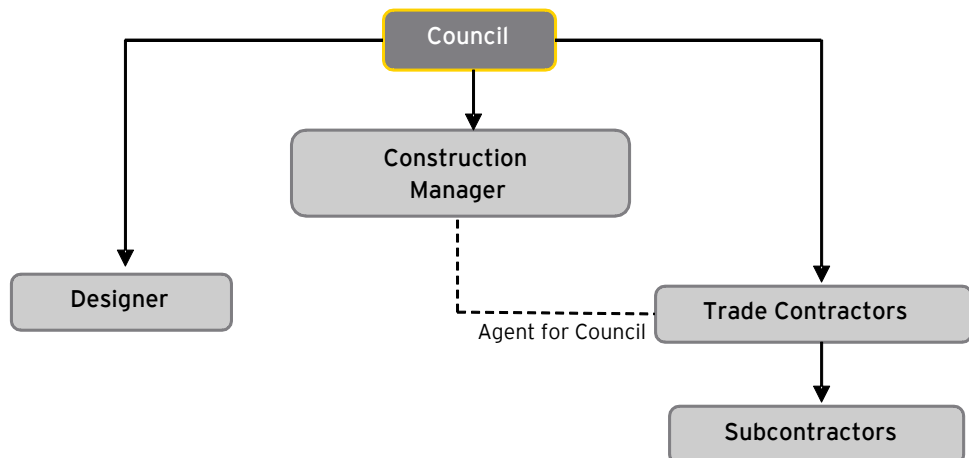 Council
Construction
Manager
Designer
Trade Contractors
Agent for Council
Subcontractors